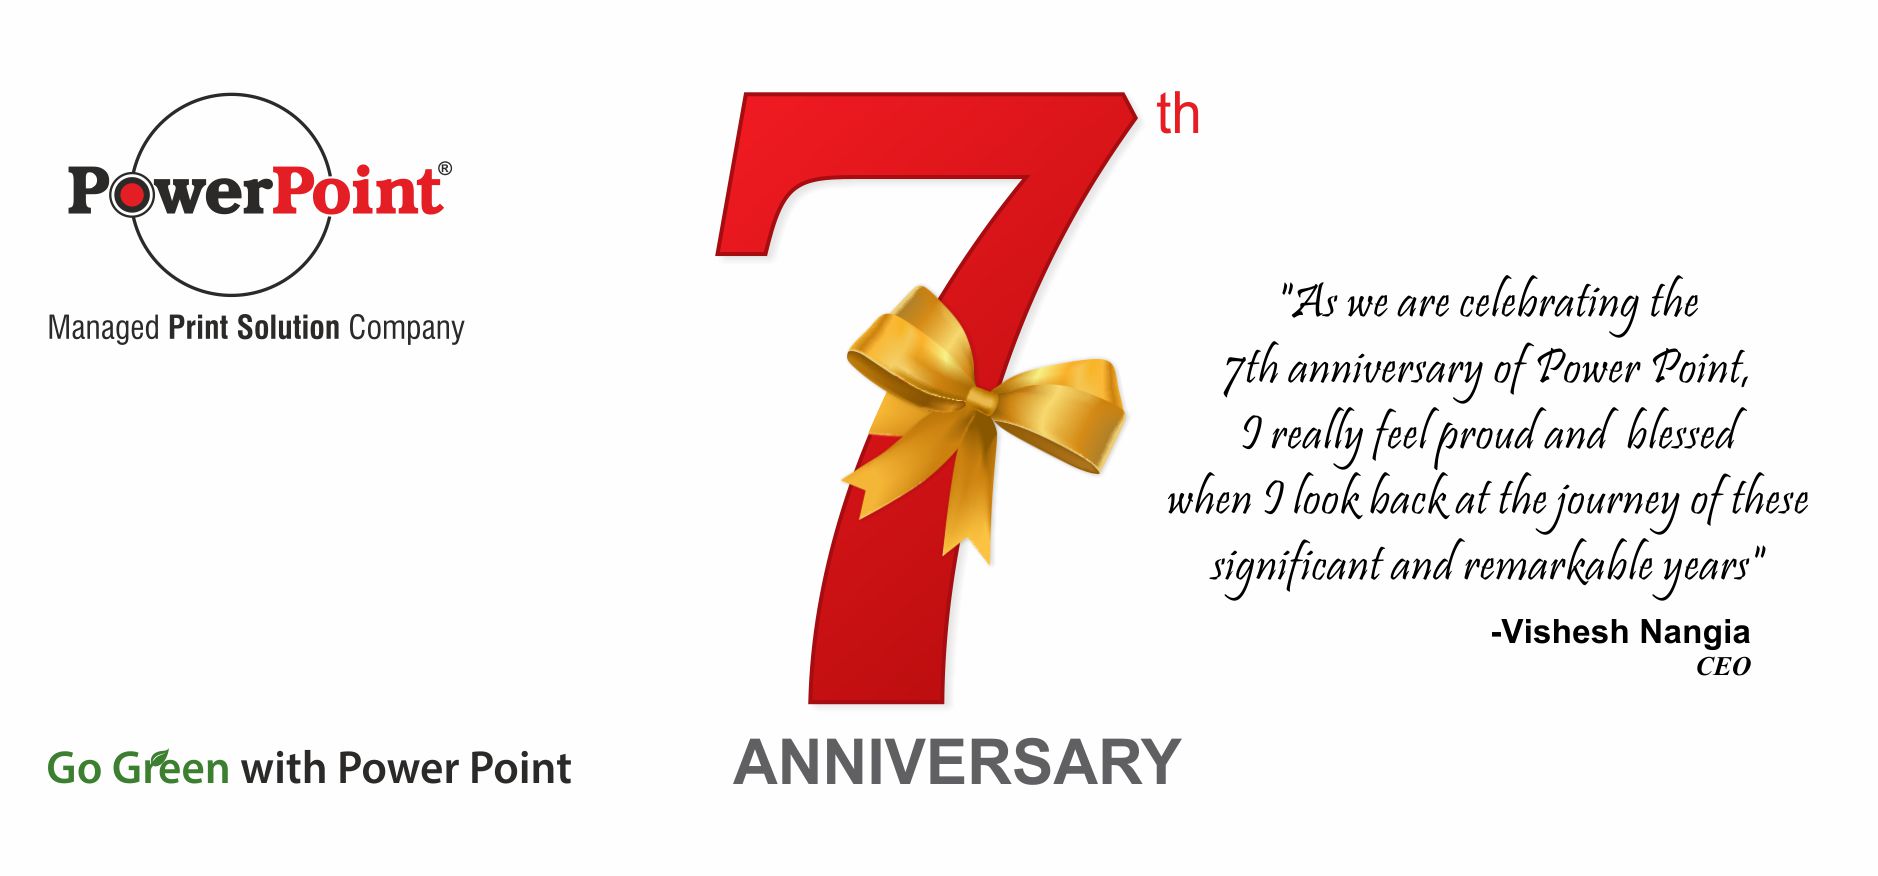 PowerPoint®
Managed Print Solution Company
7th
ANNIVERSARY
"As we are celebrating the
7th anniversary of Power Point,
I really feel proud and blessed
when I look back at the journey of these
significant and remarkable years"
-Vishesh Nangia
CEO
Go Green with Power Point